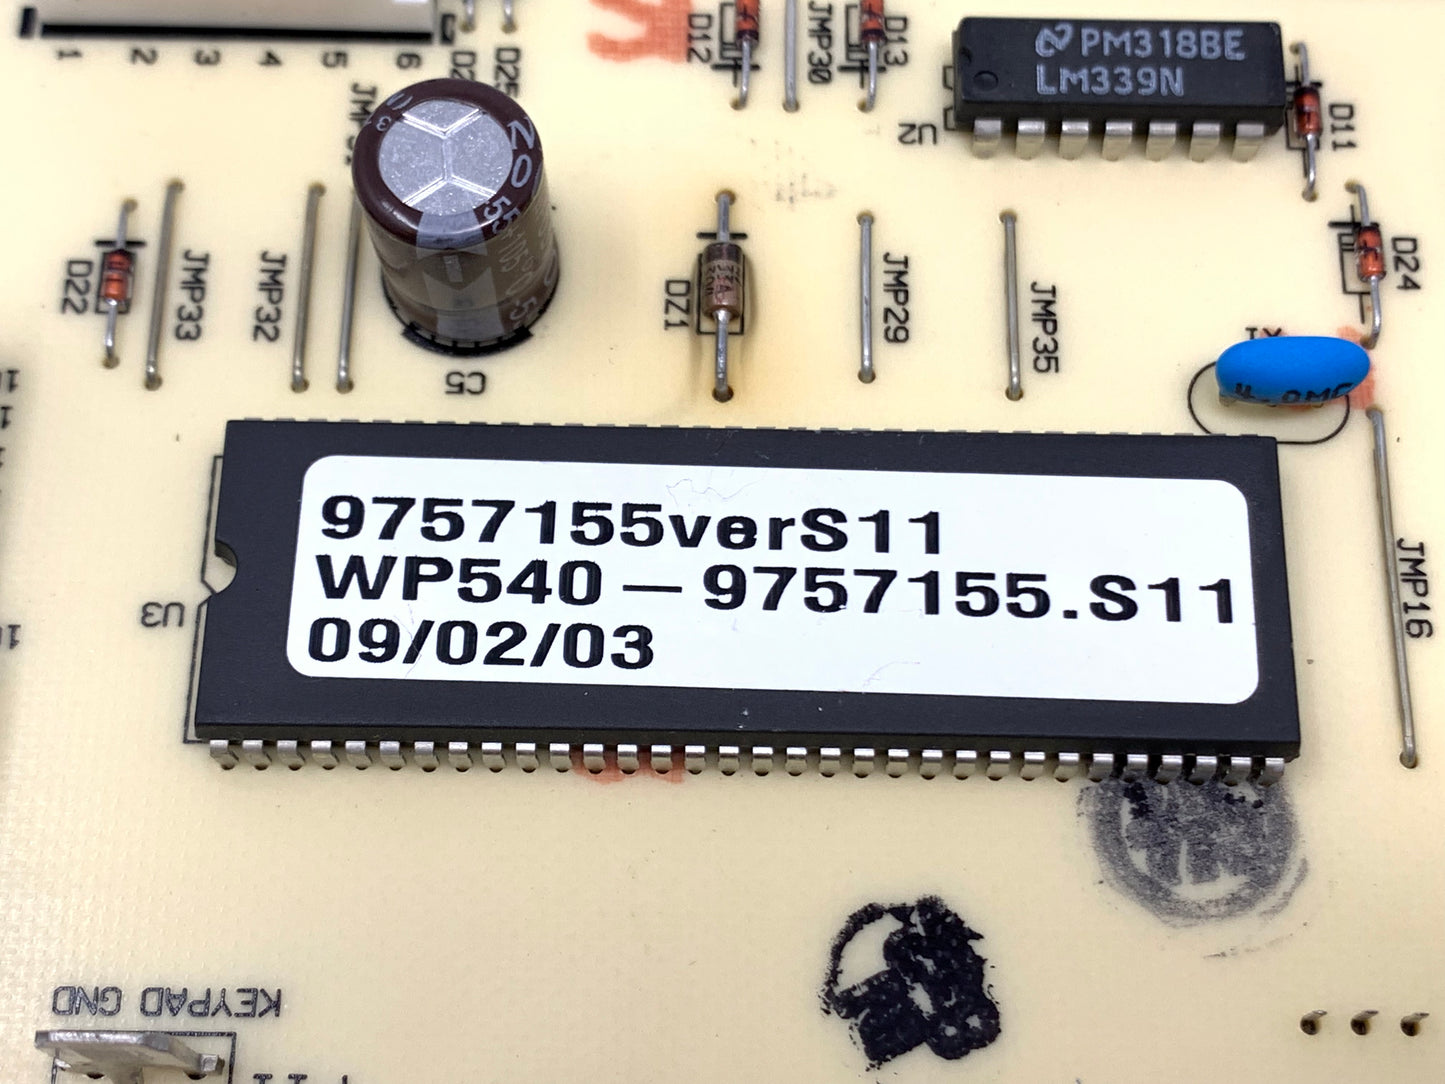 1 2 3 4 5 6
D12
JMP30
D13
PM318BE
LM339N
U2
D11
D22
JMP33
JMP32
C5
DZ1
JMP29
JMP35
D24
X1
9757155verS11
WP540-9757155.S11
09/02/03
U3
JMP16
KEYPAD GND